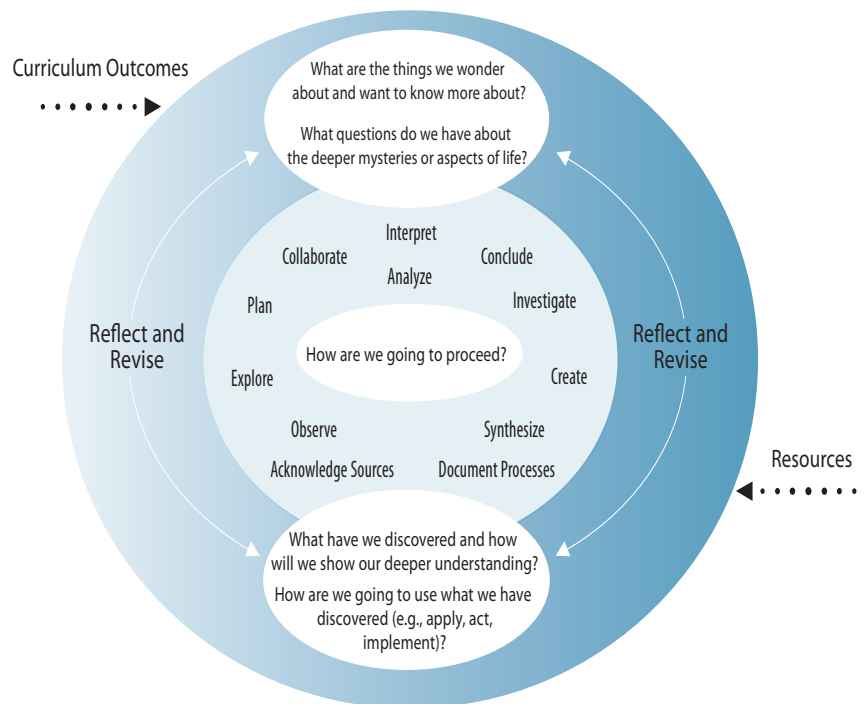 Curriculum Outcomes
What are the things we wonder
about and want to know more about?
What questions do we have about
the deeper mysteries or aspects of life?
Interpret
Collaborate
Conclude
Analyze
Plan
Investigate
Reflect and
Revise
How are we going to proceed?
Reflect and
Revise
Explore
Create
Observe
Synthesize
Acknowledge Sources
Document Processes
Resources
What have we discovered and how
will we show our deeper understanding?
How are we going to use what we have
discovered (e.g., apply, act,
implement)?